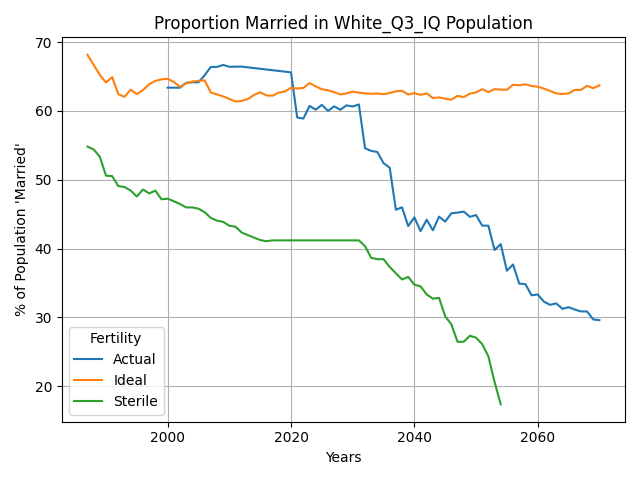 Proportion Married in White_Q3_IQ Population
% of Population 'Married'
70
60
50
40
30
20
Fertility
Actual
Ideal
Sterile
2000
2020
2040
2060
Years